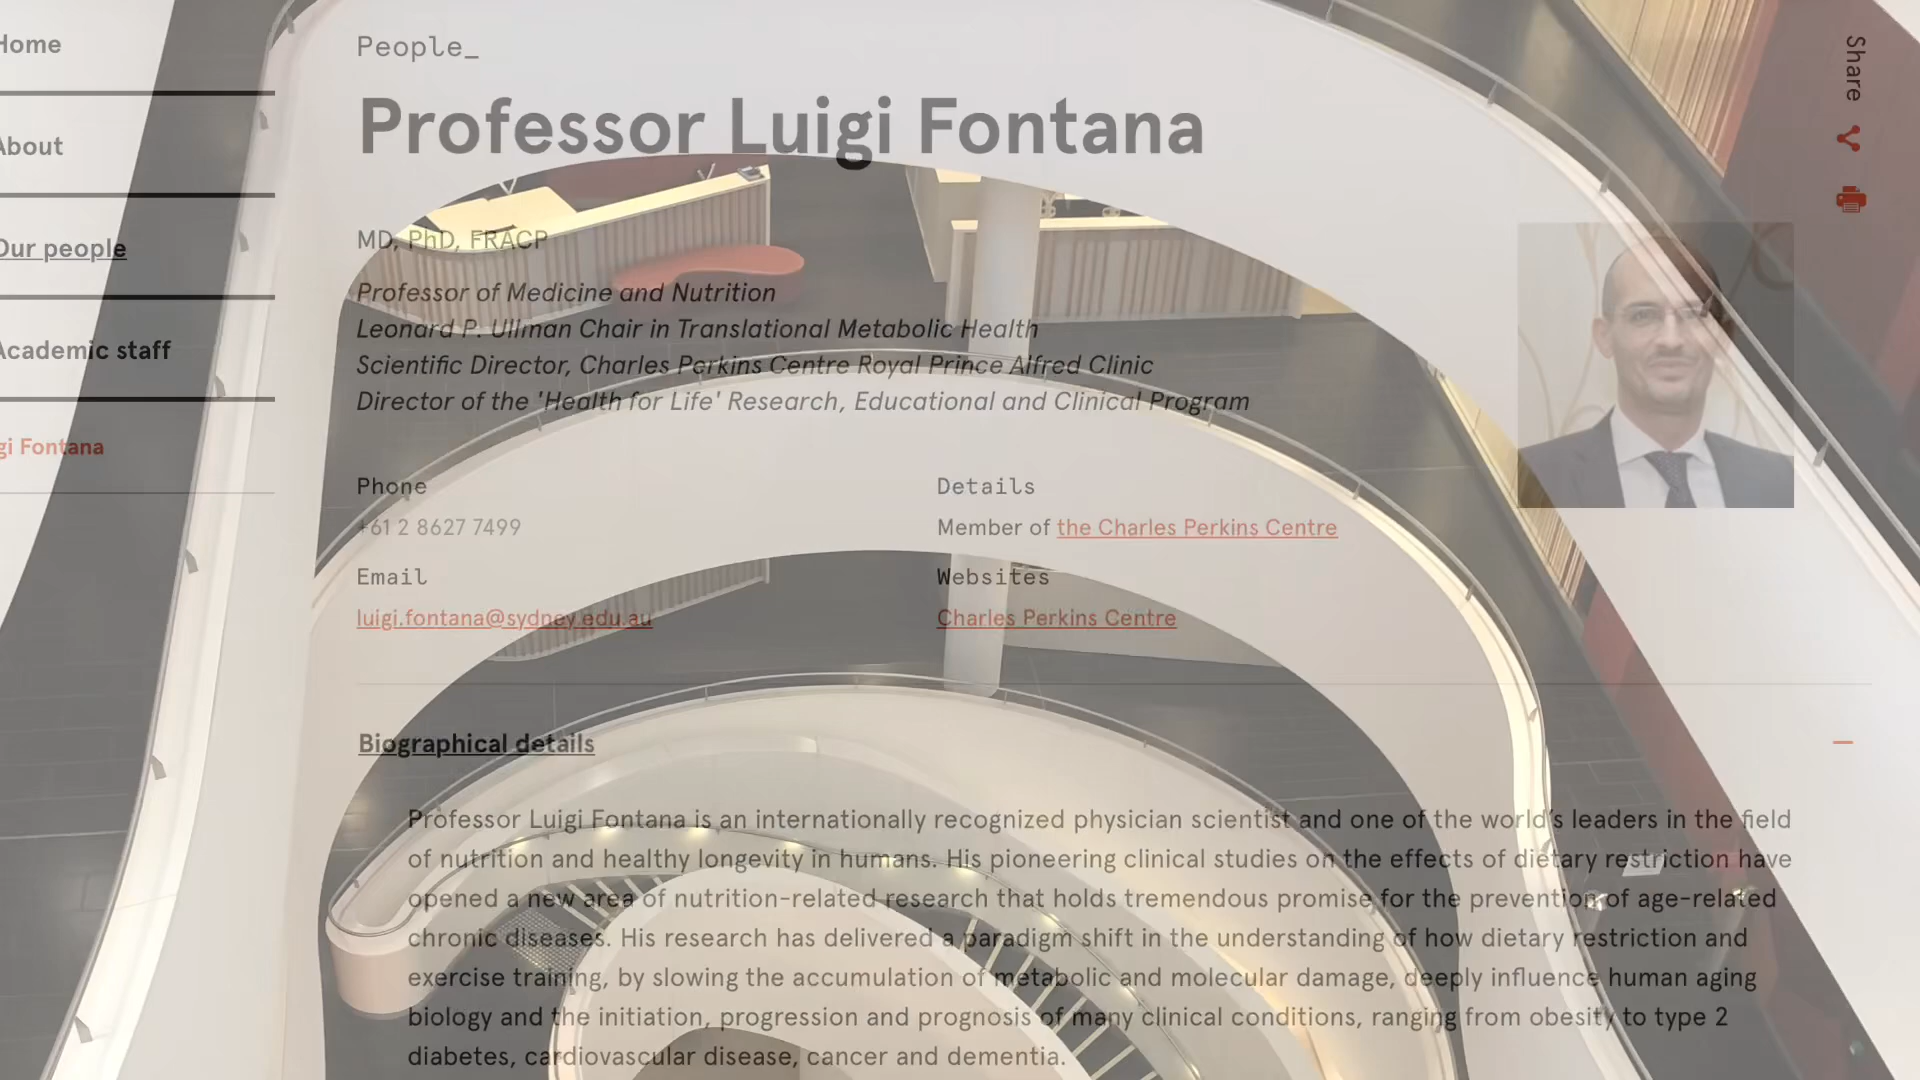 Home
About
Our people
Academic staff
gi Fontana
People_
Professor Luigi Fontana
MD, PhD, FRACP
Professor of Medicine and Nutrition
Leonard P. Ullman Chair in Translational Metabolic Health
Scientific Director, Charles Perkins Centre Royal Prince Alfred Clinic
Director of the 'Health for Life' Research, Educational and Clinical Program
Phone
+61 2 8627 7499
Email
luigi.fontana@sydney.edu.au
Details
Member of the Charles Perkins Centre
Websites
Charles Perkins Centre
Share
Biographical details
Professor Luigi Fontana is an internationally recognized physician scientist and one of the world's leaders in the field
of nutrition and healthy longevity in humans. His pioneering clinical studies on the effects of dietary restriction have
opened a new area of nutrition-related research that holds tremendous promise for the prevention of age-related
chronic diseases. His research has delivered a paradigm shift in the understanding of how dietary restriction and
exercise training, by slowing the accumulation of metabolic and molecular damage, deeply influence human aging
biology and the initiation, progression and prognosis of many clinical conditions, ranging from obesity to type 2
diabetes, cardiovascular disease, cancer and dementia.